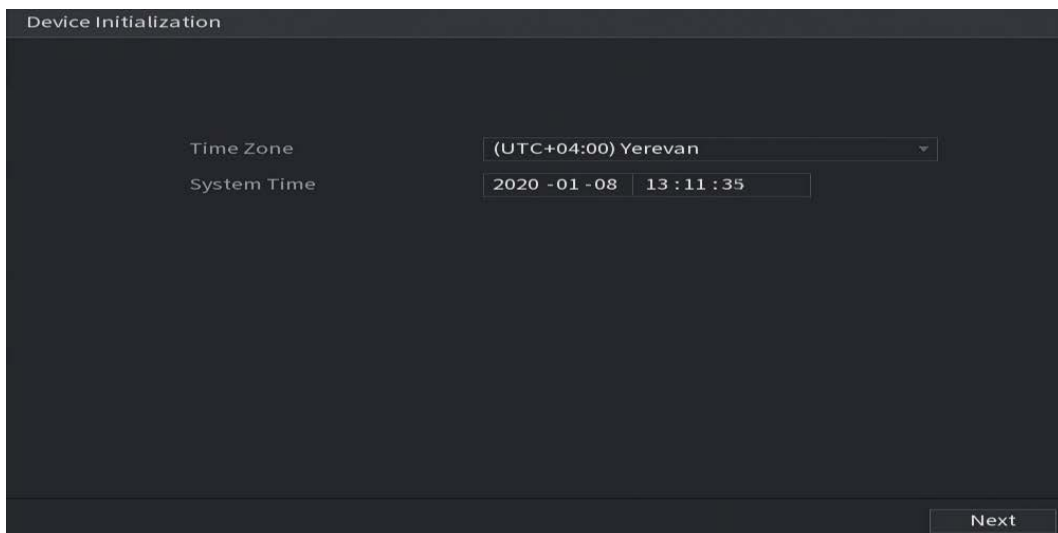 Device Initialization
Time Zone (UTC+04:00) Yerevan
System Time 2020 -01 -08 13 : 11 : 35
Next